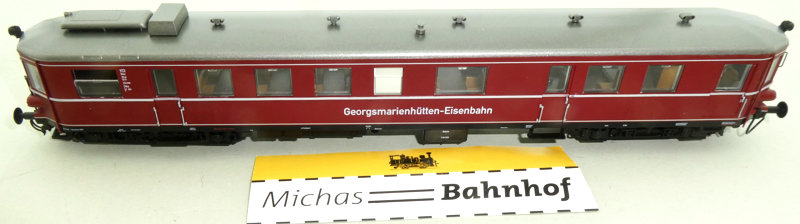 Georgsmarienhütten-Eisenbahn
Michas Bahnhof